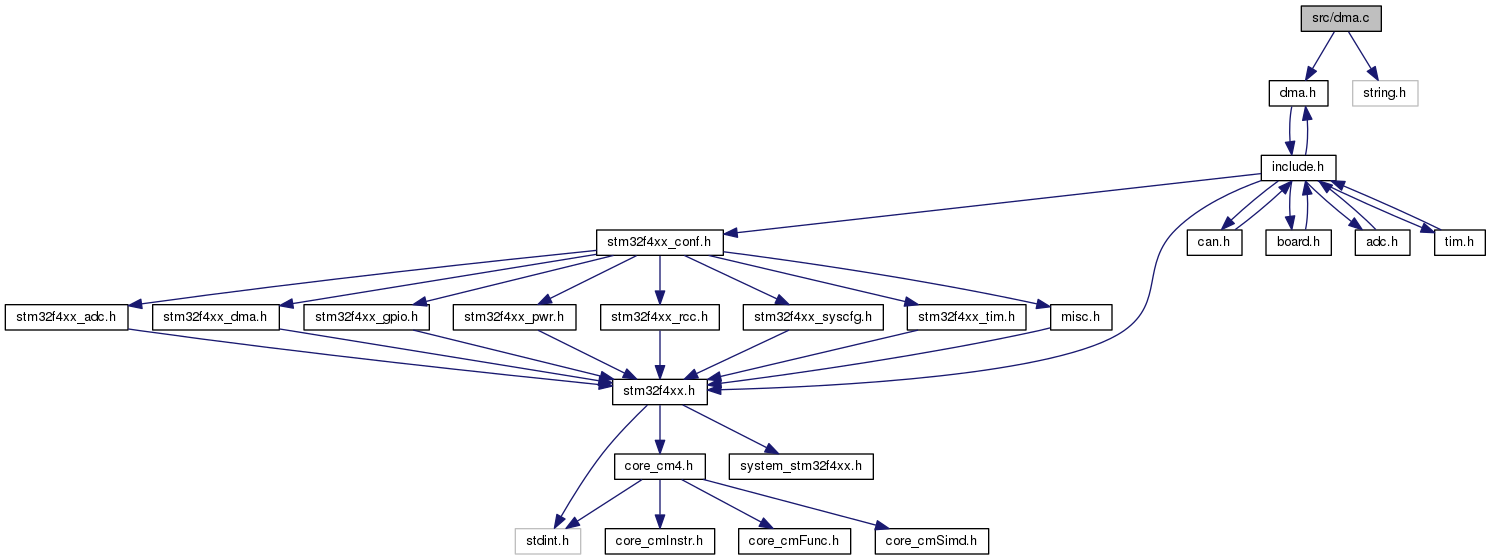 src/dma.c
dma.h
string.h
include.h
stm32f4xx_conf.h
can.h
board.h
adc.h
tim.h
stm32f4xx_adc.h
stm32f4xx_dma.h
stm32f4xx_gpio.h
stm32f4xx_pwr.h
stm32f4xx_rcc.h
stm32f4xx_syscfg.h
stm32f4xx_tim.h
misc.h
stm32f4xx.h
core_cm4.h
system_stm32f4xx.h
stdint.h
core_cmInstr.h
core_cmFunc.h
core_cmSimd.h